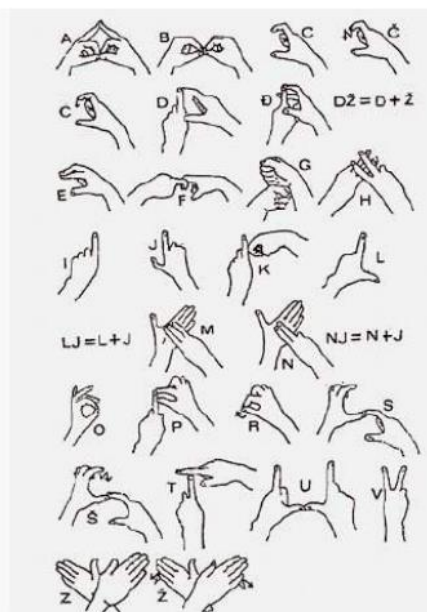 A B C Č
C D Đ DŽ=D+Ž
E F G H
I J K L
LJ=L+J M N NJ=N+J
O P R S
Š T U V
Z Ž